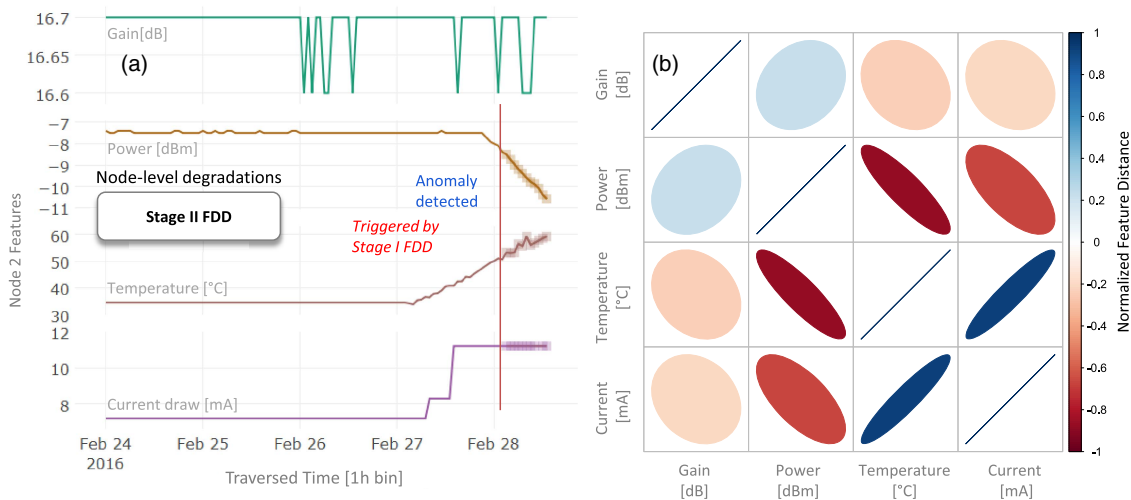 (a)
Gain[dB]
16.7
16.65
16.6
Power [dBm]
−7
−8
−9
−10
−11
Node-level degradations
Stage II FDD
Anomaly
detected
Triggered by
Stage I FDD
Node 2 Features
Temperature [°C]
60
50
40
30
Current draw [mA]
12
10
8
Feb 24
2016
Feb 25
Feb 26
Feb 27
Feb 28
Traversed Time [1h bin]
(b)
Gain
[dB]
Power
[dBm]
Temperature
[°C]
Current
[mA]
Gain
[dB]
Power
[dBm]
Temperature
[°C]
Current
[mA]
1
0.8
0.6
0.4
0.2
0
-0.2
-0.4
-0.6
-0.8
-1
Normalized Feature Distance